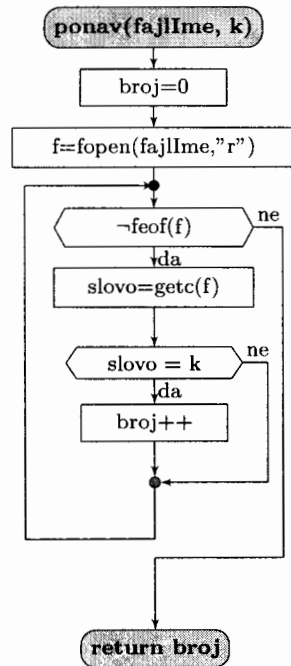 ponav(fajlIme, k)
broj=0
f=fopen(fajlIme,"r")
¬feof(f)
ne
da
slovo=getc(f)
slovo = k
ne
da
broj++
return broj